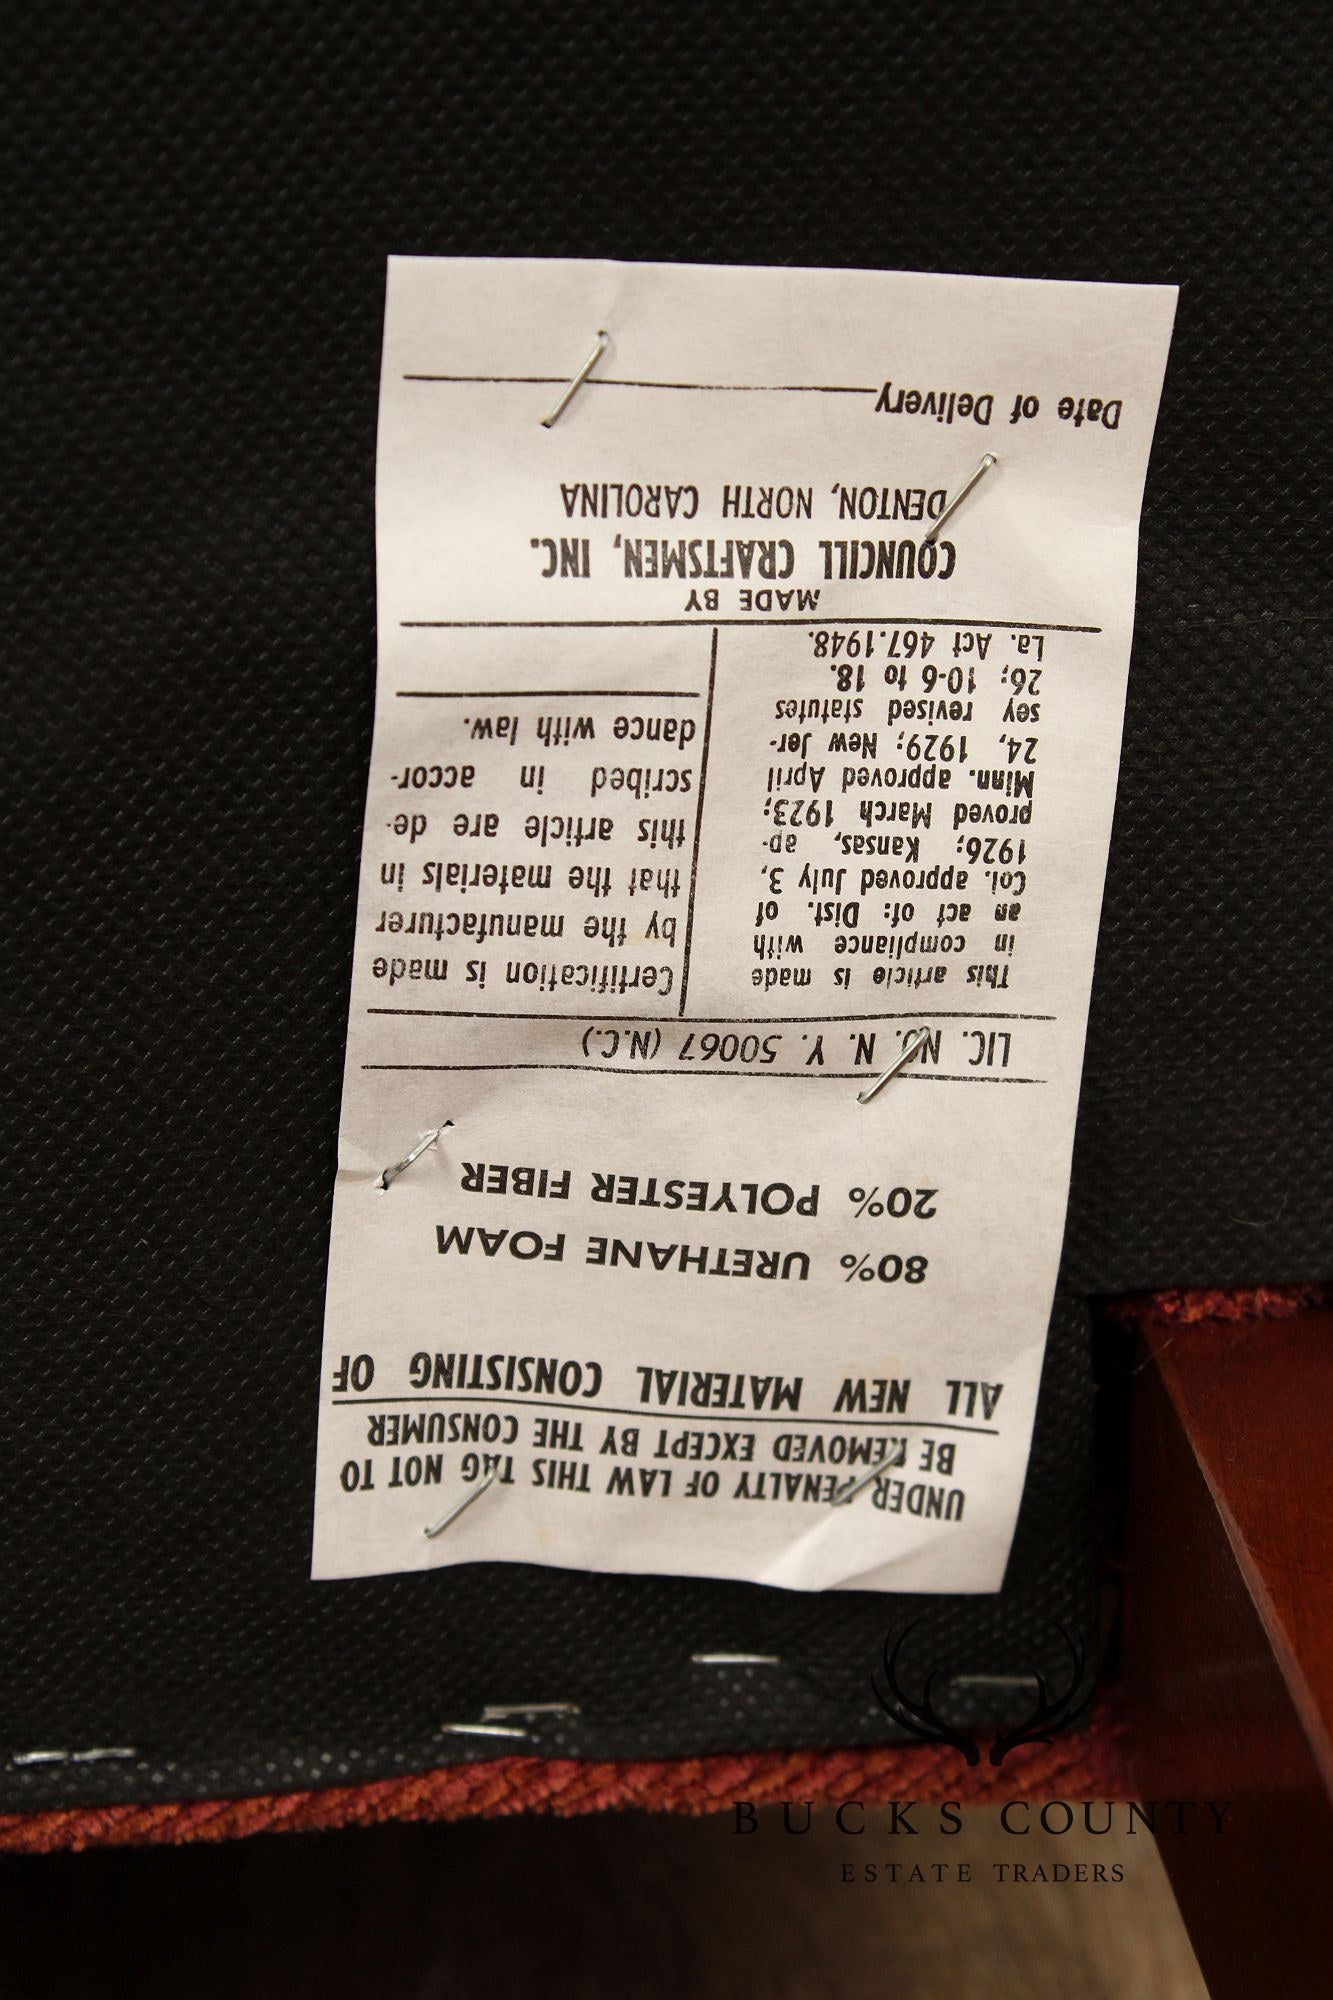 UNDER PENALTY OF LAW THIS TAG NOT TO
BE REMOVED EXCEPT BY THE CONSUMER
ALL NEW MATERIAL CONSISTING OF
80% URETHANE FOAM
20% POLYESTER FIBER
LIC. NO. N. Y. 50067 (N.C.)
This article is made
in compliance with
an act of: Dist. of
Col. approved July 3,
1926; Kansas, ap-
proved March 1923;
Minn. approved April
24, 1929; New Jer-
sey revised statutes
26; 10-6 to 18.
La. Act 467.1948.
Certification is made
by the manufacturer
that the materials in
this article are de-
scribed in accor-
dance with law.
MADE BY
COUNCILL CRAFTSMEN, INC.
DENTON, NORTH CAROLINA
Date of Delivery
BUCKS COUNTY
ESTATE TRADERS